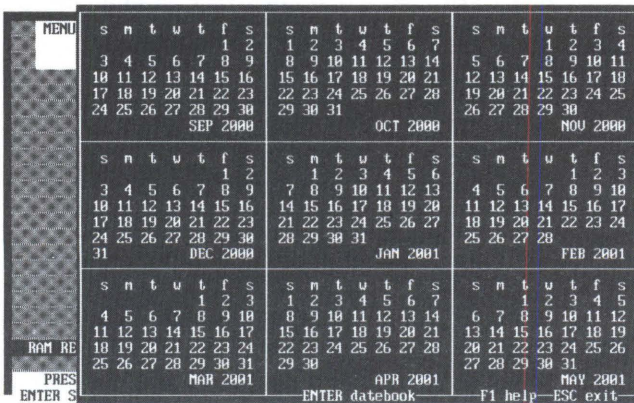 MENU
s m t w t f s
1 2
3 4 5 6 7 8 9
10 11 12 13 14 15 16
17 18 19 20 21 22 23
24 25 26 27 28 29 30
SEP 2000
s m t w t f s
1 2 3 4 5 6 7
8 9 10 11 12 13 14
15 16 17 18 19 20 21
22 23 24 25 26 27 28
29 30 31
OCT 2000
s m t w t f s
1 2 3 4
5 6 7 8 9 10 11
12 13 14 15 16 17 18
19 20 21 22 23 24 25
26 27 28 29 30
NOV 2000
s m t w t f s
1 2
3 4 5 6 7 8 9
10 11 12 13 14 15 16
17 18 19 20 21 22 23
24 25 26 27 28 29 30
31
DEC 2000
s m t w t f s
1 2 3 4 5 6
7 8 9 10 11 12 13
14 15 16 17 18 19 20
21 22 23 24 25 26 27
28 29 30 31
JAN 2001
s m t w t f s
1 2 3
4 5 6 7 8 9 10
11 12 13 14 15 16 17
18 19 20 21 22 23 24
25 26 27 28
FEB 2001
s m t w t f s
1 2 3
4 5 6 7 8 9 10
11 12 13 14 15 16 17
18 19 20 21 22 23 24
25 26 27 28 29 30 31
MAR 2001
s m t w t f s
1 2 3 4 5 6 7
8 9 10 11 12 13 14
15 16 17 18 19 20 21
22 23 24 25 26 27 28
29 30
APR 2001
s m t w t f s
1 2 3 4 5
6 7 8 9 10 11 12
13 14 15 16 17 18 19
20 21 22 23 24 25 26
27 28 29 30 31
MAY 2001
RAM RE
PRES
ENTER S
ENTER datebook F1 help ESC exit